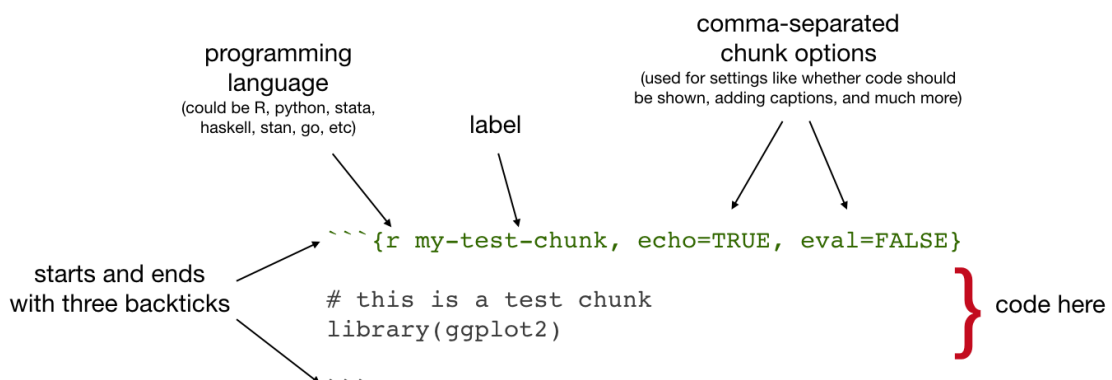 programming
language
(could be R, python, stata,
haskell, stan, go, etc)
label
comma-separated
chunk options
(used for settings like whether code should
be shown, adding captions, and much more)
```{r my-test-chunk, echo=TRUE, eval=FALSE}
starts and ends
with three backticks
# this is a test chunk
library(ggplot2)
} code here
```